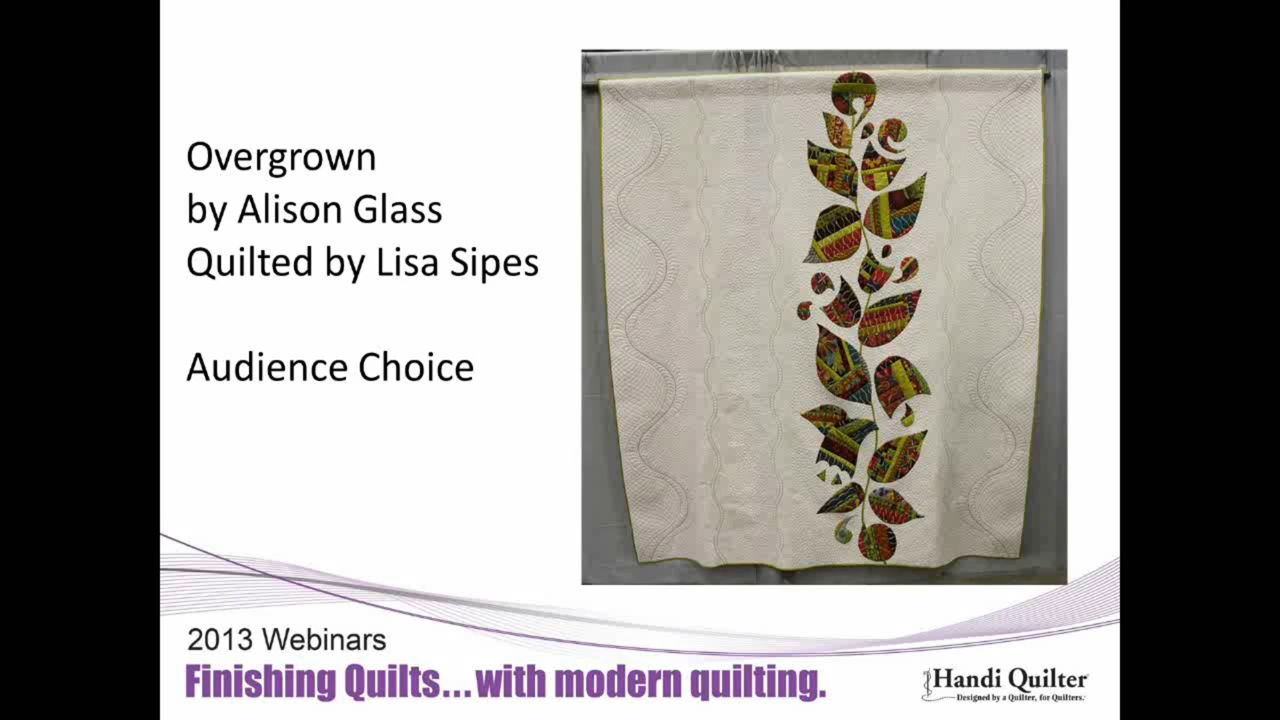 Overgrown
by Alison Glass
Quilted by Lisa Sipes
Audience Choice
2013 Webinars
Finishing Quilts...with modern quilting.
Handi Quilter
Designed by a Quilter, for Quilters.